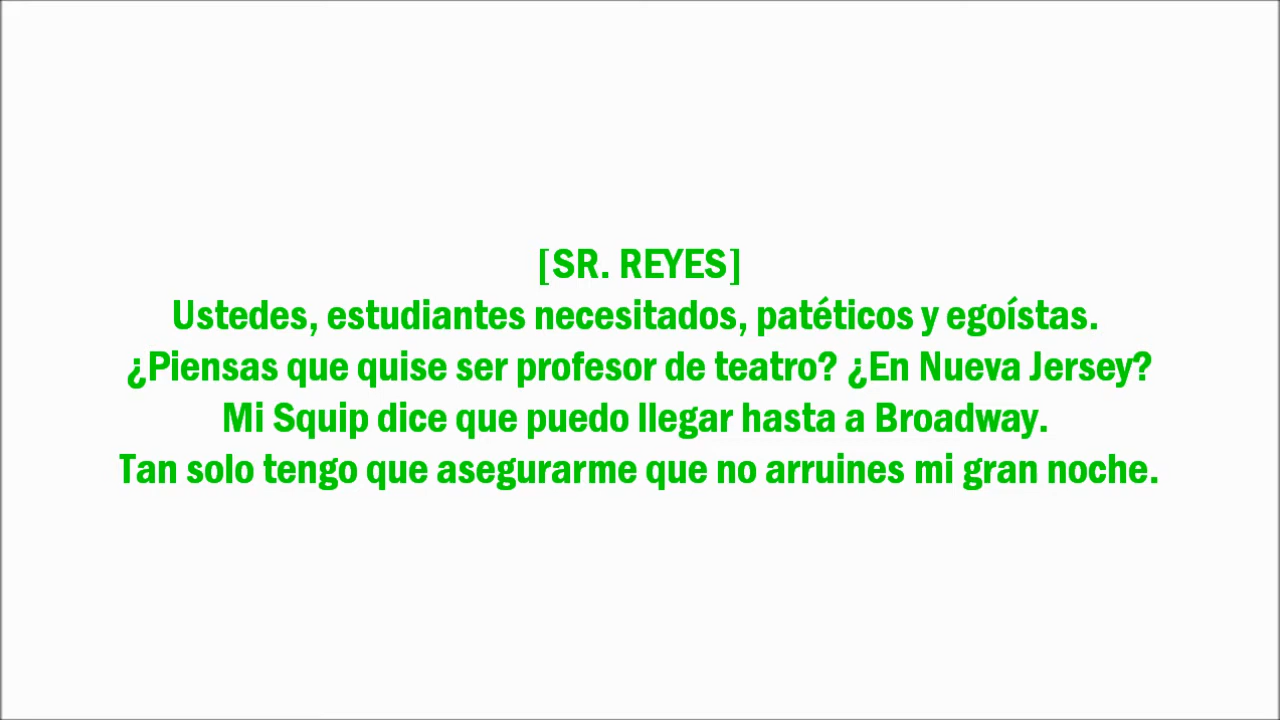 [SR. REYES]
Ustedes, estudiantes necesitados, patéticos y egoístas.
¿Piensas que quise ser profesor de teatro? ¿En Nueva Jersey?
Mi Squip dice que puedo llegar hasta a Broadway.
Tan solo tengo que asegurarme que no arruines mi gran noche.